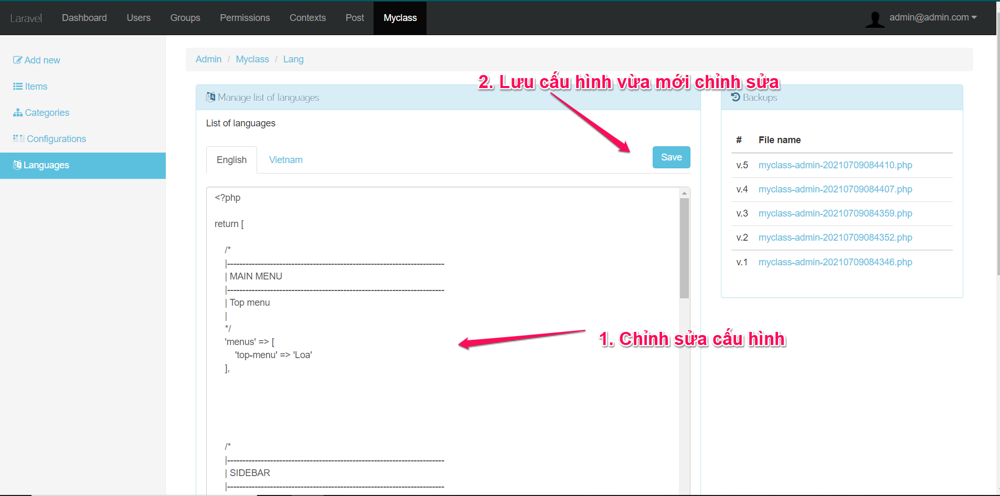 Laravel Dashboard Users Groups Permissions Contexts Post Myclass admin@admin.com
Add new
Items
Categories
Configurations
Languages
Admin / Myclass / Lang
2. Lưu cấu hình vừa mới chỉnh sửa
Manage list of languages
List of languages
English Vietnam Save
<?php
return [
/*
|-----------------------------------------------------------------------
| MAIN MENU
|-----------------------------------------------------------------------
| Top menu
|
*/
'menus' => [
'top-menu' => 'Loa'
],
/*
|-----------------------------------------------------------------------
| SIDEBAR
|-----------------------------------------------------------------------
1. Chỉnh sửa cấu hình
Backups
# File name
v.5 myclass-admin-20210709084410.php
v.4 myclass-admin-20210709084407.php
v.3 myclass-admin-20210709084359.php
v.2 myclass-admin-20210709084352.php
v.1 myclass-admin-20210709084346.php